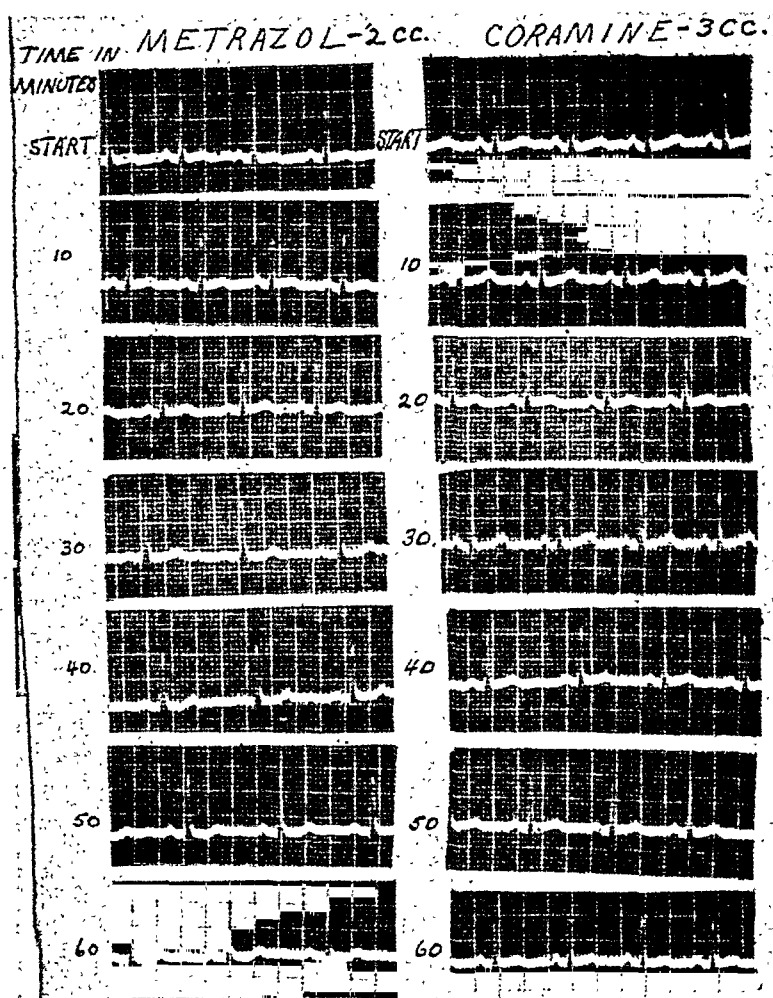 TIME IN MINUTES
METRAZOL-2CC.
CORAMINE-3CC.
START
START
10
10
20.
20.
30.
30.
40.
40.
50
50
60
60